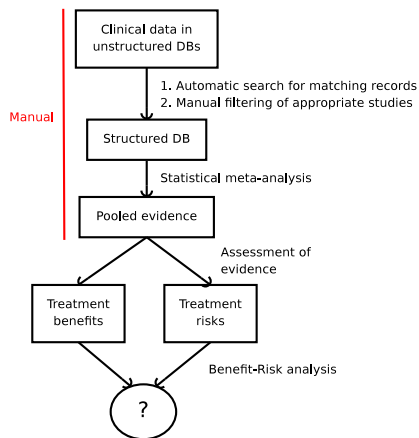 Clinical data in
unstructured DBs
1. Automatic search for matching records
2. Manual filtering of appropriate studies
Manual
Structured DB
Statistical meta-analysis
Pooled evidence
Assessment of
evidence
Treatment
benefits
Treatment
risks
Benefit-Risk analysis
?